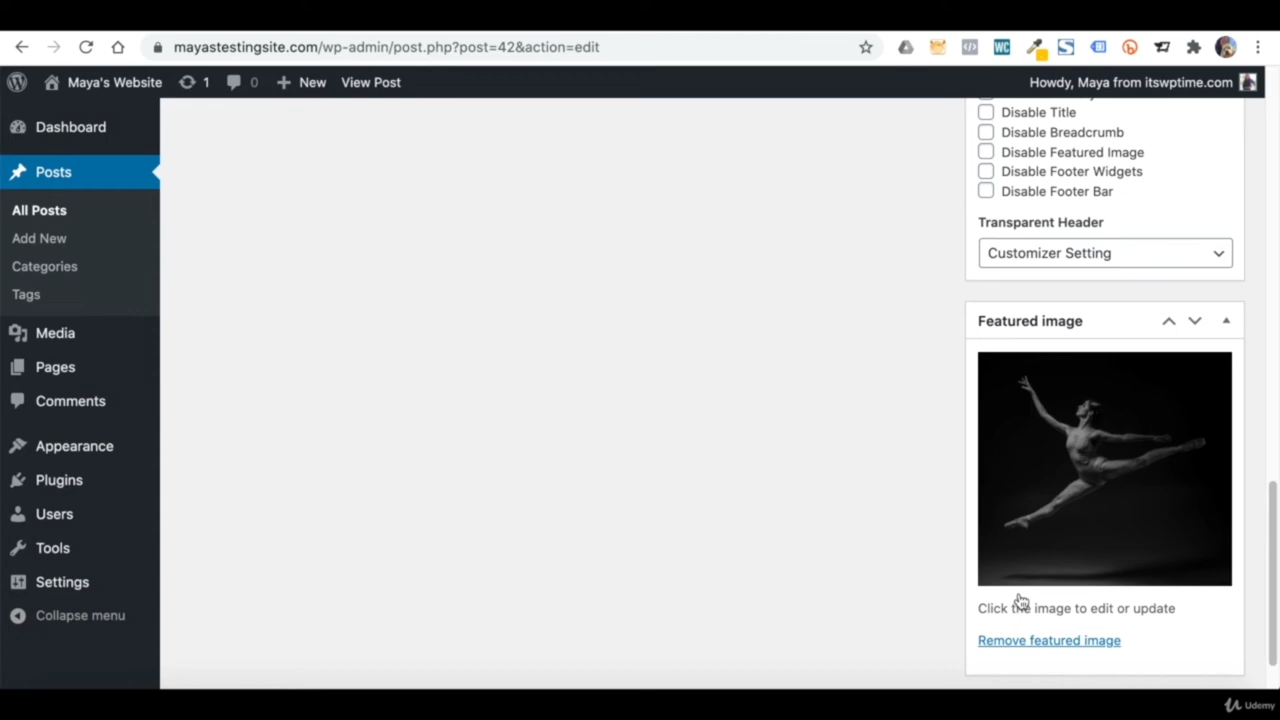 mayastestingsite.com/wp-admin/post.php?post=42&action=edit
Maya's Website 1 0 New View Post Howdy, Maya from itswptime.com
Dashboard
Posts
All Posts
Add New
Categories
Tags
Media
Pages
Comments
Appearance
Plugins
Users
Tools
Settings
Collapse menu
Disable Title
Disable Breadcrumb
Disable Featured Image
Disable Footer Widgets
Disable Footer Bar
Transparent Header
Customizer Setting
Featured image
Click the image to edit or update
Remove featured image
Udemy